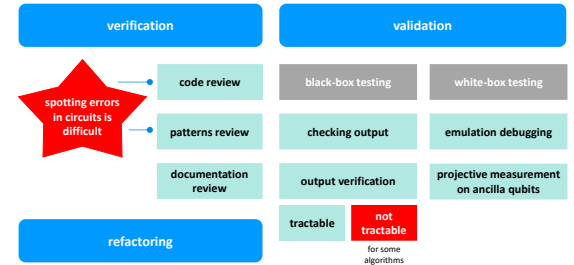 verification
validation
spotting errors
in circuits is
difficult
code review
black-box testing
white-box testing
patterns review
checking output
emulation debugging
documentation
review
output verification
projective measurement
on ancilla qubits
tractable
not
tractable
for some
algorithms
refactoring